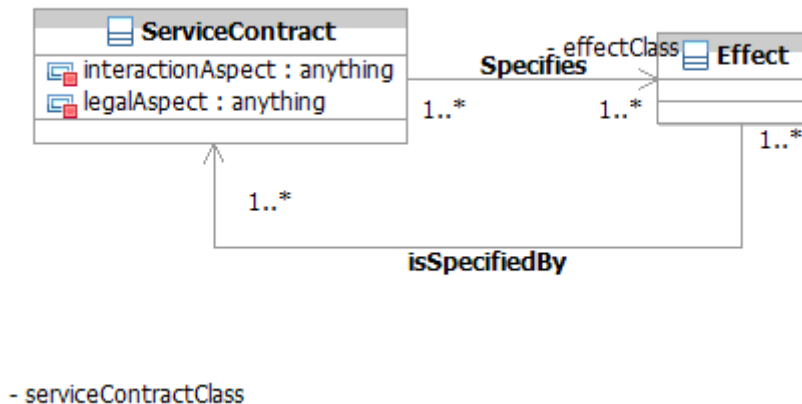 ServiceContract
interactionAspect : anything
legalAspect : anything
- effectClass
Specifies
Effect
1..*
1..*
1..*
1..*
isSpecifiedBy
- serviceContractClass